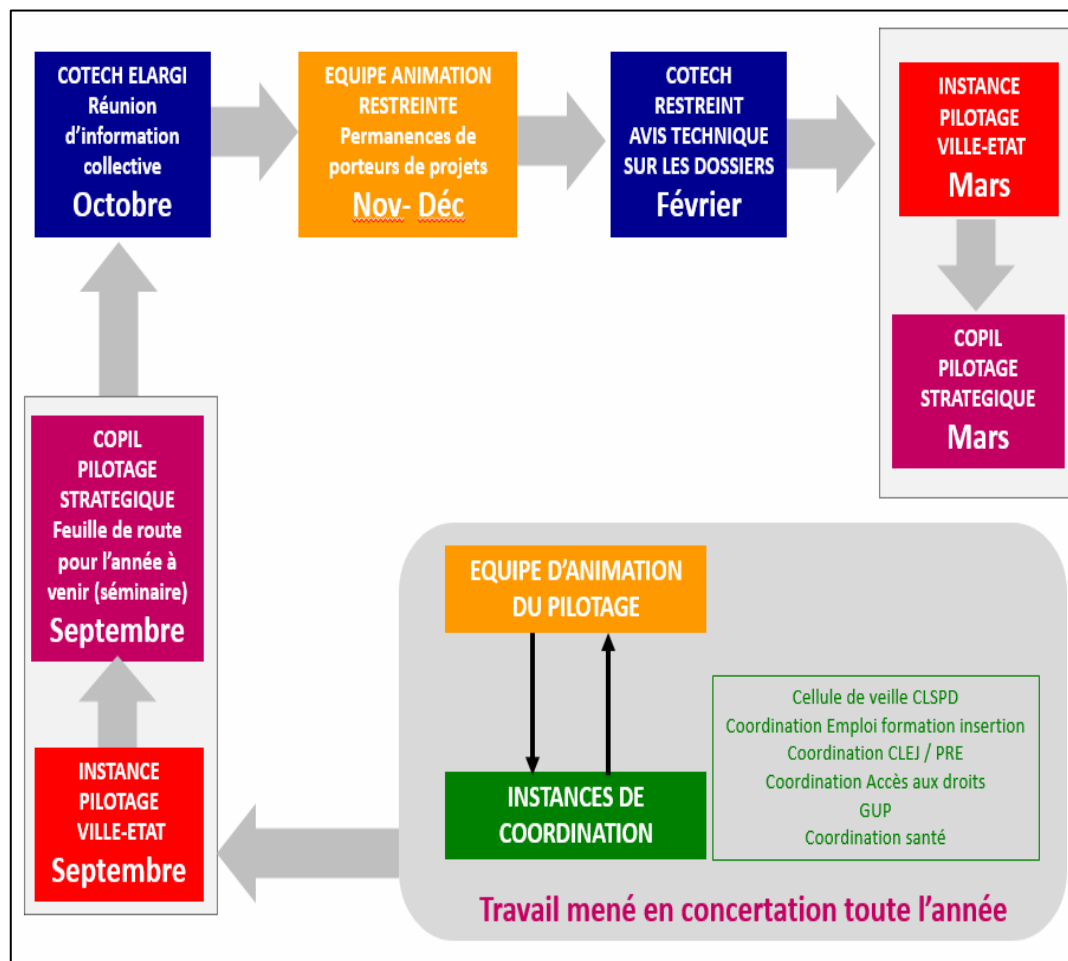 COTECH ELARGI
Réunion
d'information
collective
Octobre
EQUIPE ANIMATION
RESTREINTE
Permanences de
porteurs de projets
Nov- Déc
COTECH
RESTREINT
AVIS TECHNIQUE
SUR LES DOSSIERS
Février
INSTANCE
PILOTAGE
VILLE-ETAT
Mars
COPIL
PILOTAGE
STRATEGIQUE
Mars
COPIL
PILOTAGE
STRATEGIQUE
Feuille de route
pour l'année à
venir (séminaire)
Septembre
INSTANCE
PILOTAGE
VILLE-ETAT
Septembre
EQUIPE D'ANIMATION
DU PILOTAGE
INSTANCES DE
COORDINATION
Cellule de veille CLSPD
Coordination Emploi formation insertion
Coordination CLEJ / PRE
Coordination Accès aux droits
GUP
Coordination santé
Travail mené en concertation toute l'année